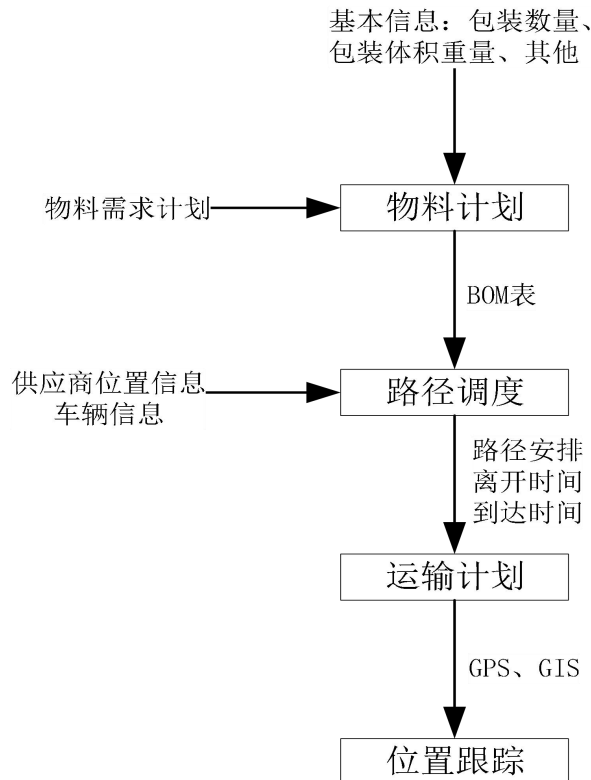 基本信息：包装数量、
包装体积重量、其他
物料需求计划
物料计划
BOM表
供应商位置信息
车辆信息
路径调度
路径安排
离开时间
到达时间
运输计划
GPS、GIS
位置跟踪